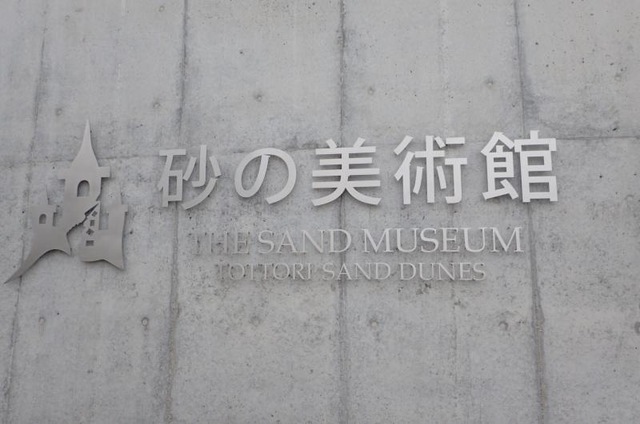 砂の美術館
THE SAND MUSEUM
TOTTORI SAND DUNES